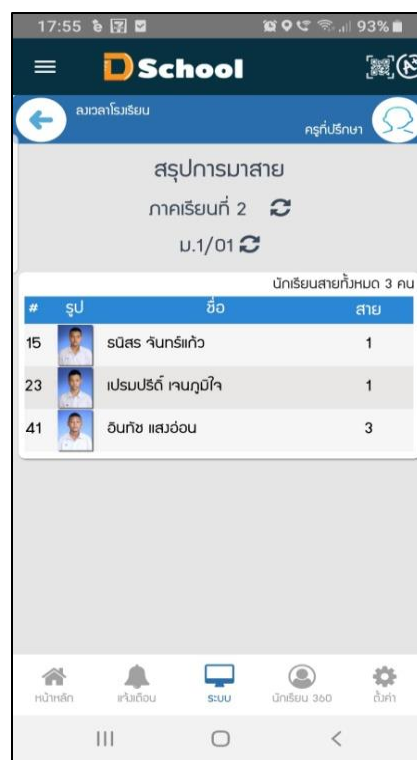 17:55 93%
DSchool
ลงเวลาโรงเรียน
ครูที่ปรึกษา
สรุปการมาสาย
ภาคเรียนที่ 2
ม.1/01
นักเรียนสายทั้งหมด 3 คน
# รูป ชื่อ สาย
15 ธนิสร จันทร์แก้ว 1
23 เปรมปรีดิ์ เจนภูมิใจ 1
41 อินทัช แสงอ่อน 3
หน้าหลัก แจ้งเตือน ระบบ นักเรียน 360 ตั้งค่า